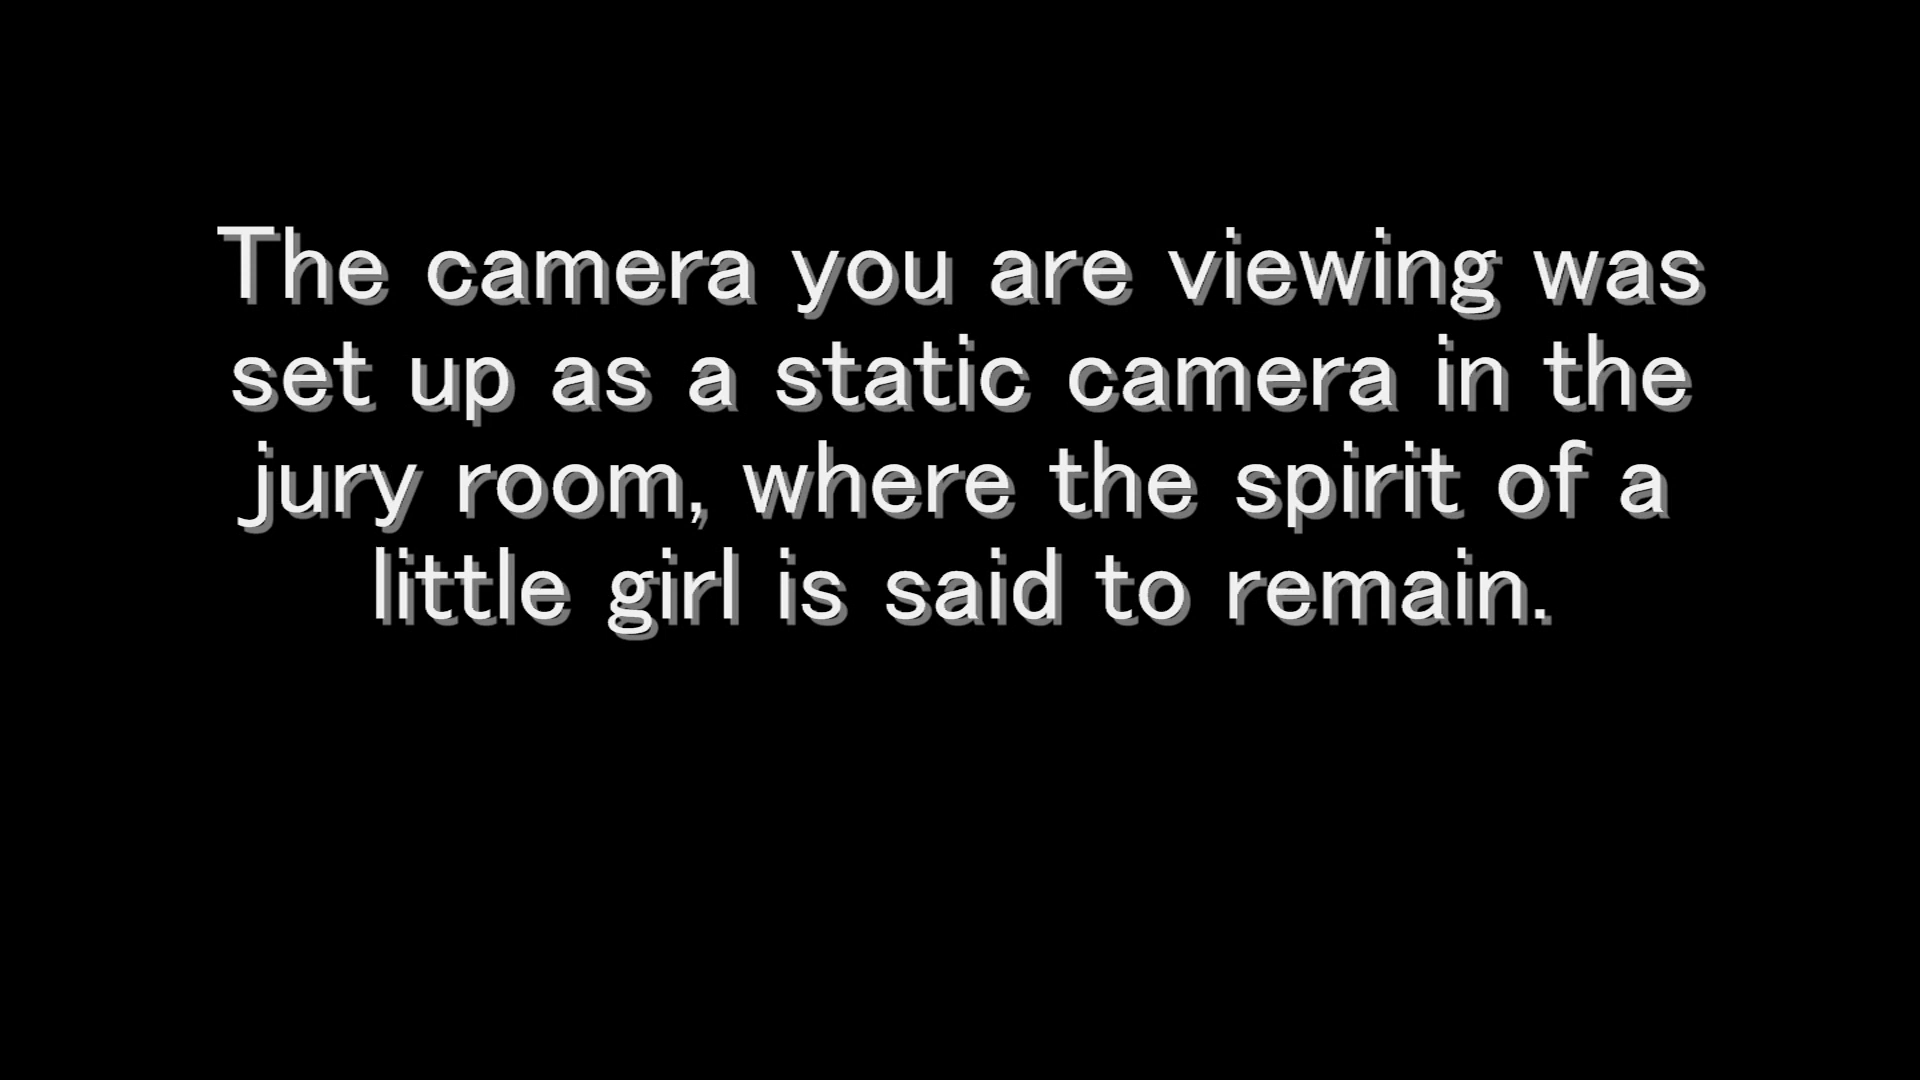 The camera you are viewing was
set up as a static camera in the
jury room, where the spirit of a
little girl is said to remain.